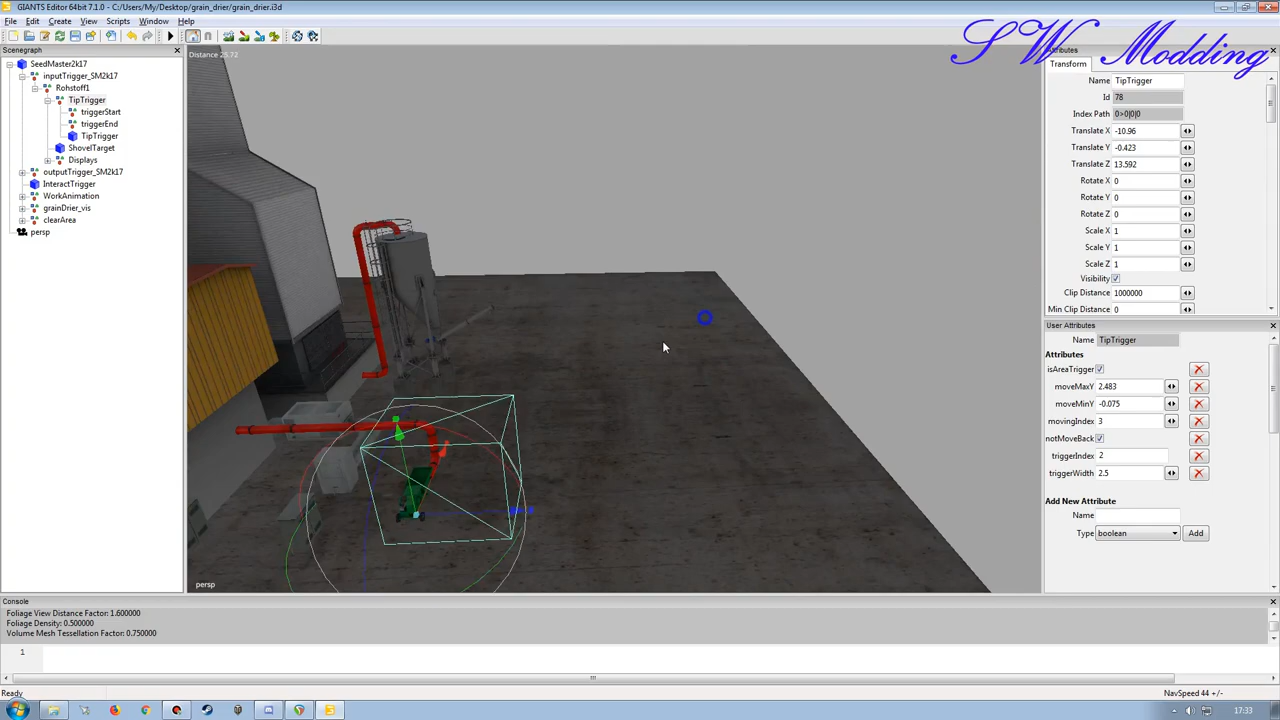 GIANTS Editor 64bit 7.1.0 - C:/Users/My/Desktop/grain_drier/grain_drier.i3d
File Edit Create View Scripts Window Help
SW Modding
Scenegraph
SeedMaster2k17
inputTrigger_SM2k17
Rohstoff1
TipTrigger
triggerStart
triggerEnd
TipTrigger
ShovelTarget
Displays
outputTrigger_SM2k17
InteractTrigger
WorkAnimation
grainDrier_vis
clearArea
persp
Distance 25.72
persp
Attributes
Transform
Name TipTrigger
Id 78
Index Path 0>0|0|0
Translate X -10.96
Translate Y -0.423
Translate Z 13.592
Rotate X 0
Rotate Y 0
Rotate Z 0
Scale X 1
Scale Y 1
Scale Z 1
Visibility
Clip Distance 1000000
Min Clip Distance 0
User Attributes
Name TipTrigger
Attributes
isAreaTrigger
moveMaxY 2.483
moveMinY -0.075
movingIndex 3
notMoveBack
triggerIndex 2
triggerWidth 2.5
Add New Attribute
Name
Type boolean Add
Console
Foliage View Distance Factor: 1.600000
Foliage Density: 0.500000
Volume Mesh Tessellation Factor: 0.750000
1
Ready
NavSpeed 44 +/-
17:33